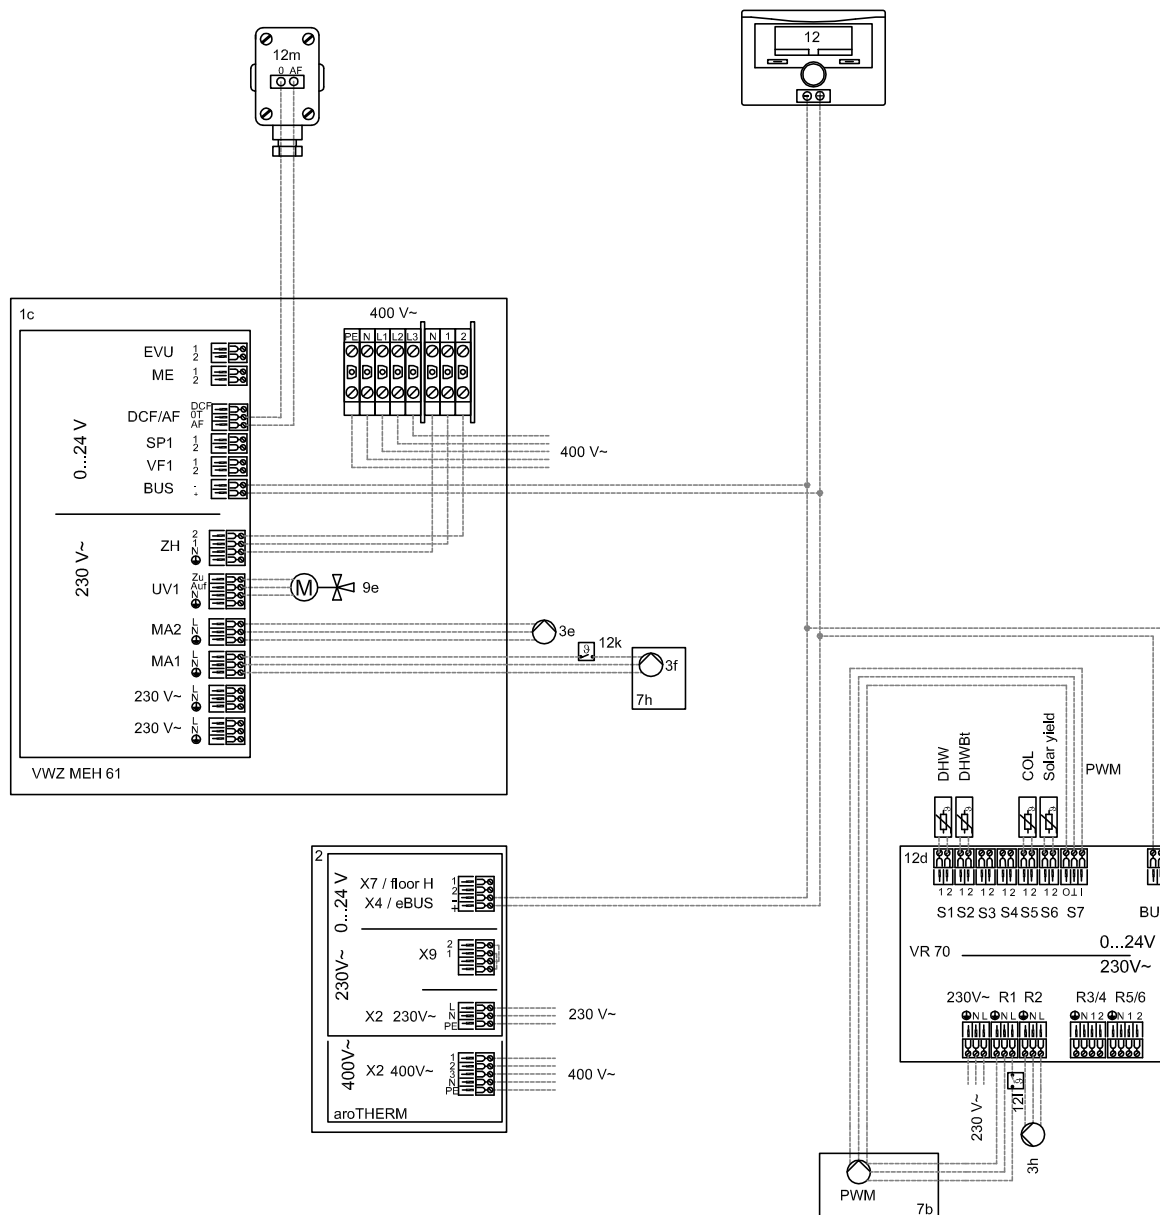 12m
0 AF
12
1c
400 V~
PE N L1 L2 L3 N 1 2
EVU 1 2
ME 1 2
DCF/AF DCF 0T AF
SP1 1 2
VF1 1 2
BUS - +
0...24 V
400 V~
230 V~
ZH 2 1 N
UV1 Zu Auf N
M
9e
MA2 L N
3e
12k
ϑ
MA1 L N
3f
7h
230 V~ L N
230 V~ L N
VWZ MEH 61
2
0...24 V
X7 / floor H 1 2
X4 / eBUS - +
230V~
X9 2 1
X2 230V~ L N PE
230 V~
400V~
X2 400V~ 1 2 3 N PE
400 V~
aroTHERM
DHW
DHWBt
COL
Solar yield
PWM
ϑ ϑ ϑ ϑ
12d
1 2 1 2 1 2 1 2 1 2 1 2 O T I
S1 S2 S3 S4 S5 S6 S7 BU
VR 70
0...24V
230V~
230V~ R1 R2 R3/4 R5/6
N L N L N L N 1 2 N 1 2
230 V~
12l
ϑ
3h
PWM
7b